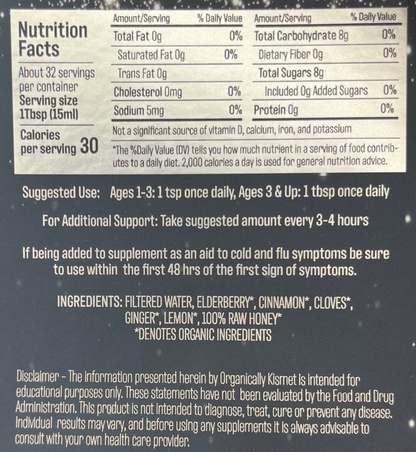 Nutrition
Facts
About 32 servings
per container
Serving size
1Tbsp (15ml)
Calories
per serving 30
Amount/Serving % Daily Value
Total Fat 0g 0%
Saturated Fat 0g 0%
Trans Fat 0g
Cholesterol 0mg 0%
Sodium 5mg 0%
Amount/Serving % Daily Value
Total Carbohydrate 8g 0%
Dietary Fiber 0g 0%
Total Sugars 8g
Included 0g Added Sugars 0%
Protein 0g 0%
Not a significant source of vitamin D, calcium, iron, and potassium
*The %Daily Value (DV) tells you how much nutrient in a serving of food contrib-
utes to a daily diet. 2,000 calories a day is used for general nutrition advice.
Suggested Use: Ages 1-3: 1 tsp once daily, Ages 3 & Up: 1 tbsp once daily
For Additional Support: Take suggested amount every 3-4 hours
If being added to supplement as an aid to cold and flu symptoms be sure
to use within the first 48 hrs of the first sign of symptoms.
INGREDIENTS: FILTERED WATER, ELDERBERRY*, CINNAMON*, CLOVES*,
GINGER*, LEMON*, 100% RAW HONEY*
*DENOTES ORGANIC INGREDIENTS
Disclaimer - The information presented herein by Organically Kismet is intended for
educational purposes only. These statements have not been evaluated by the Food and Drug
Administration. This product is not intended to diagnose, treat, cure or prevent any disease.
Individual results may vary, and before using any supplements it is always advisable to
consult with your own health care provider.